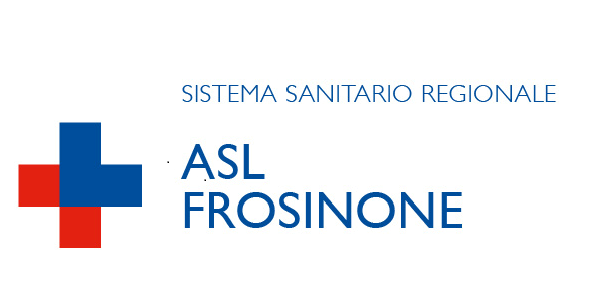 SISTEMA SANITARIO REGIONALE
ASL
FROSINONE